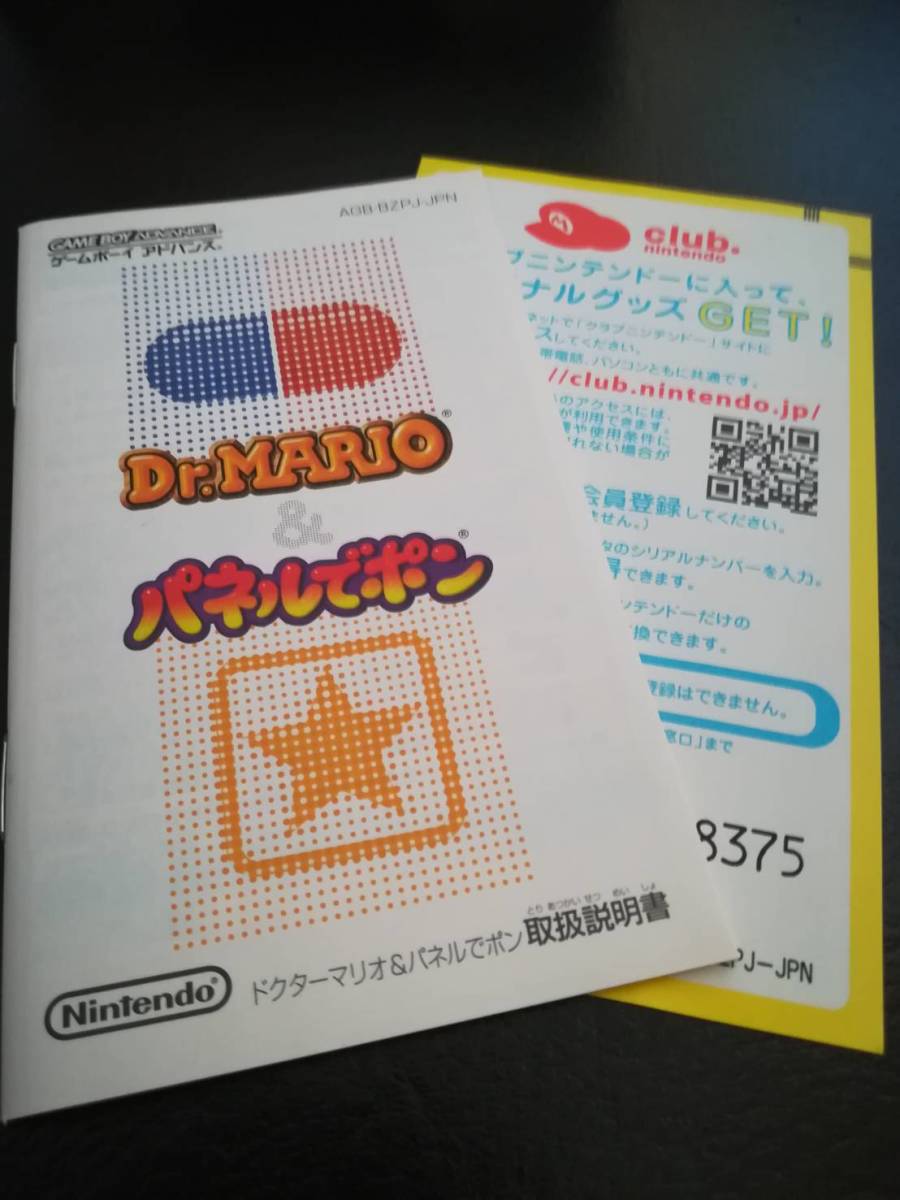 AGB-BZPJ-JPN
GAME BOY ADVANCE
ゲームボーイ アドバンス
Dr.MARIO®
&
パネルでポン®
とり あつかい せつ めい しょ
ドクターマリオ&パネルでポン 取扱説明書
Nintendo®
M
club.
nintendo
ブニンテンドーに入って、
ナルグッズGET!
ネットで「クラブニンテンドー」サイトに
スしてください。
帯電話、パソコンともに共通です。
//club.nintendo.jp/
のアクセスには、
が利用できます。
種や使用条件に
れない場合が
会員登録してください。
ません。)
タのシリアルナンバーを入力。
得できます。
ンテンドーだけの
換できます。
登録はできません。
窓口」まで
8375
ZPJ-JPN